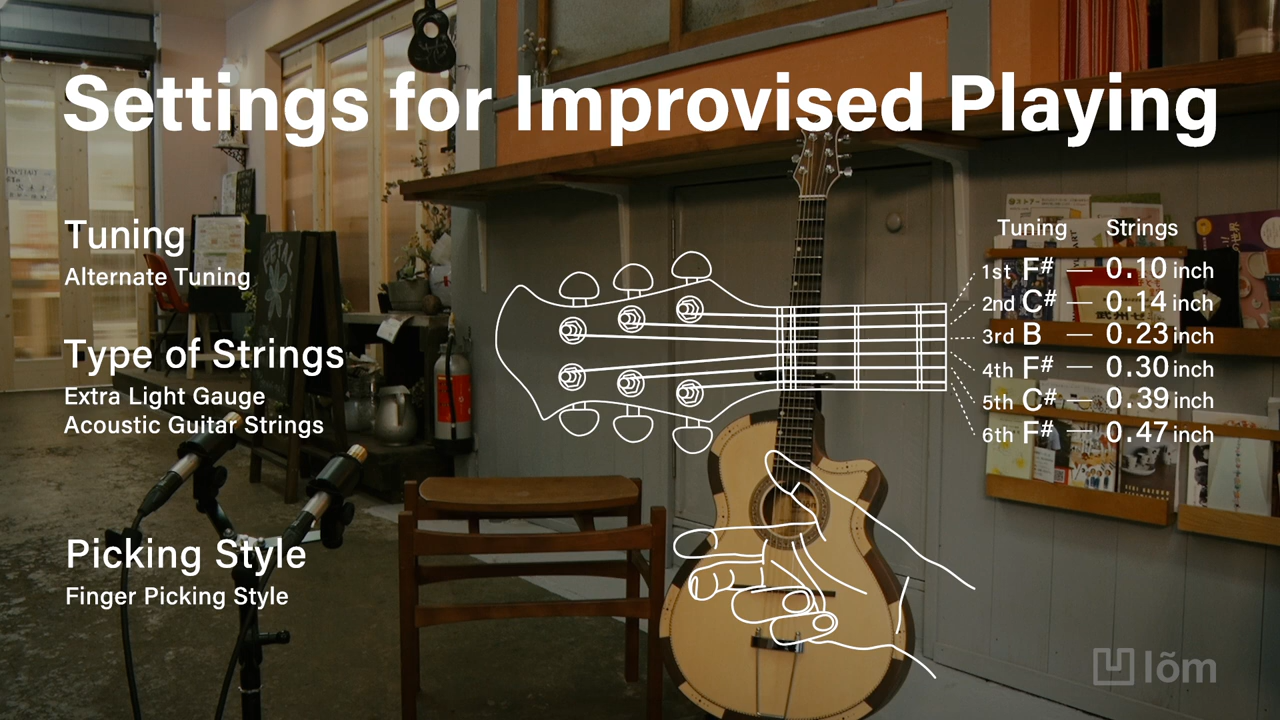 Settings for Improvised Playing
Tuning
Alternate Tuning
Type of Strings
Extra Light Gauge
Acoustic Guitar Strings
Picking Style
Finger Picking Style
Tuning Strings
1st F# — 0.10 inch
2nd C# — 0.14 inch
3rd B — 0.23 inch
4th F# — 0.30 inch
5th C# — 0.39 inch
6th F# — 0.47 inch
lõm